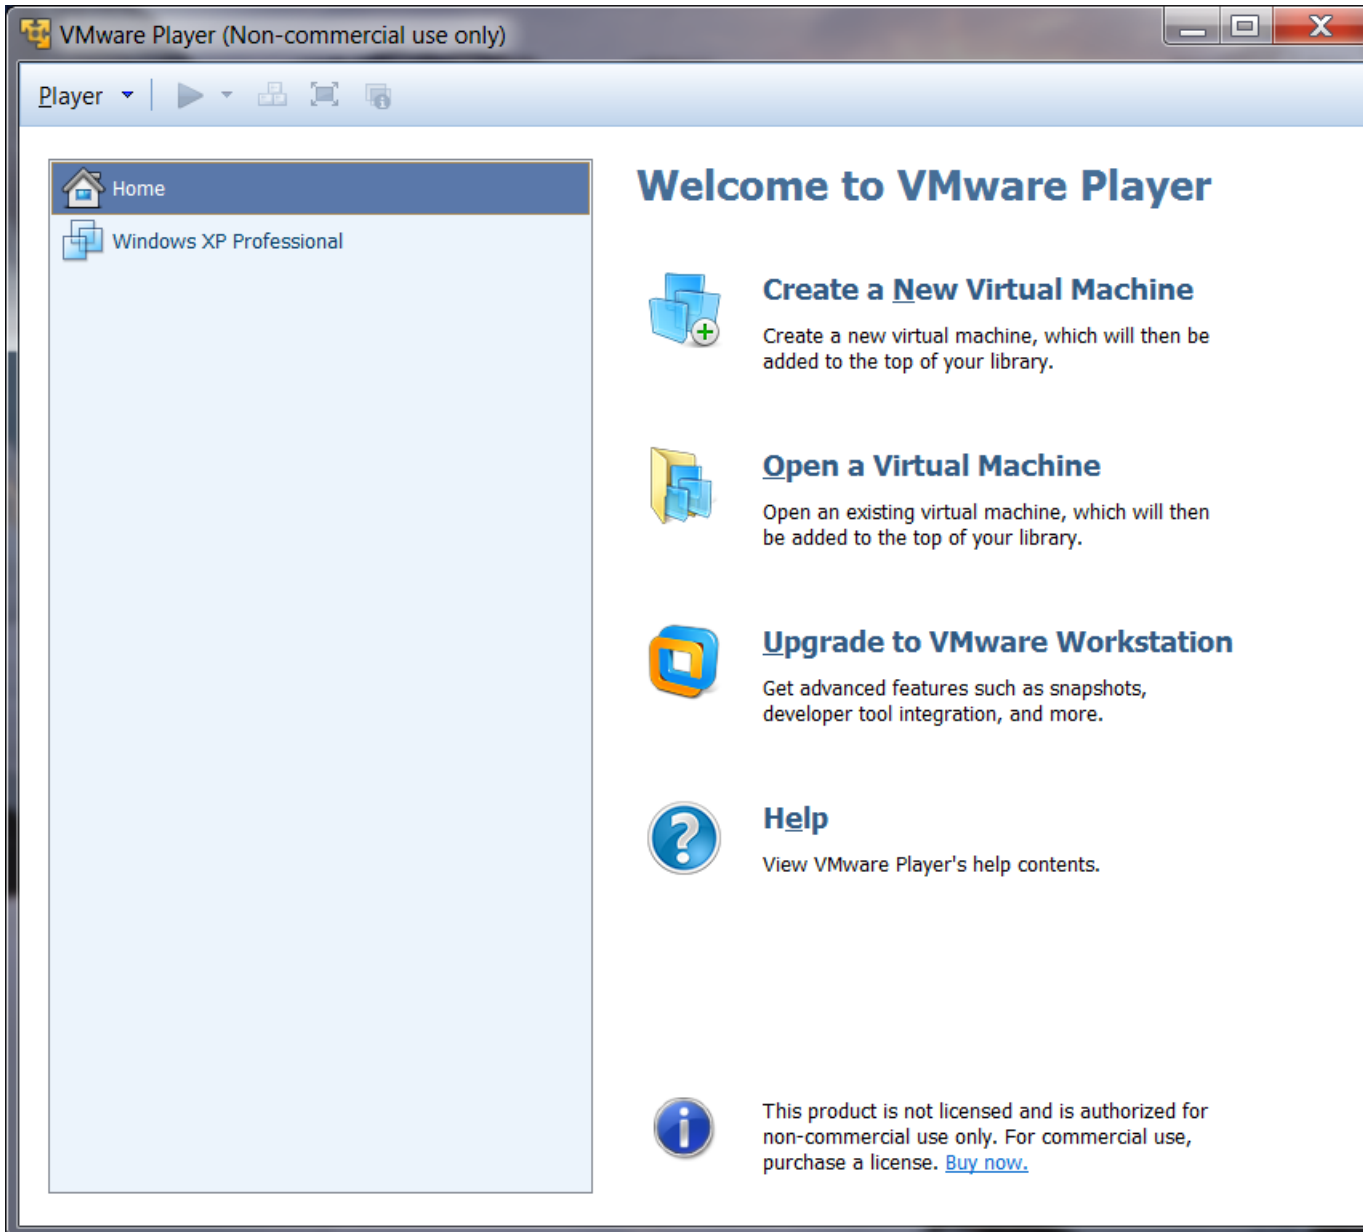 VMware Player (Non-commercial use only)
Player
Home
Windows XP Professional
Welcome to VMware Player
Create a New Virtual Machine
Create a new virtual machine, which will then be
added to the top of your library.
Open a Virtual Machine
Open an existing virtual machine, which will then
be added to the top of your library.
Upgrade to VMware Workstation
Get advanced features such as snapshots,
developer tool integration, and more.
Help
View VMware Player's help contents.
This product is not licensed and is authorized for
non-commercial use only. For commercial use,
purchase a license. Buy now.